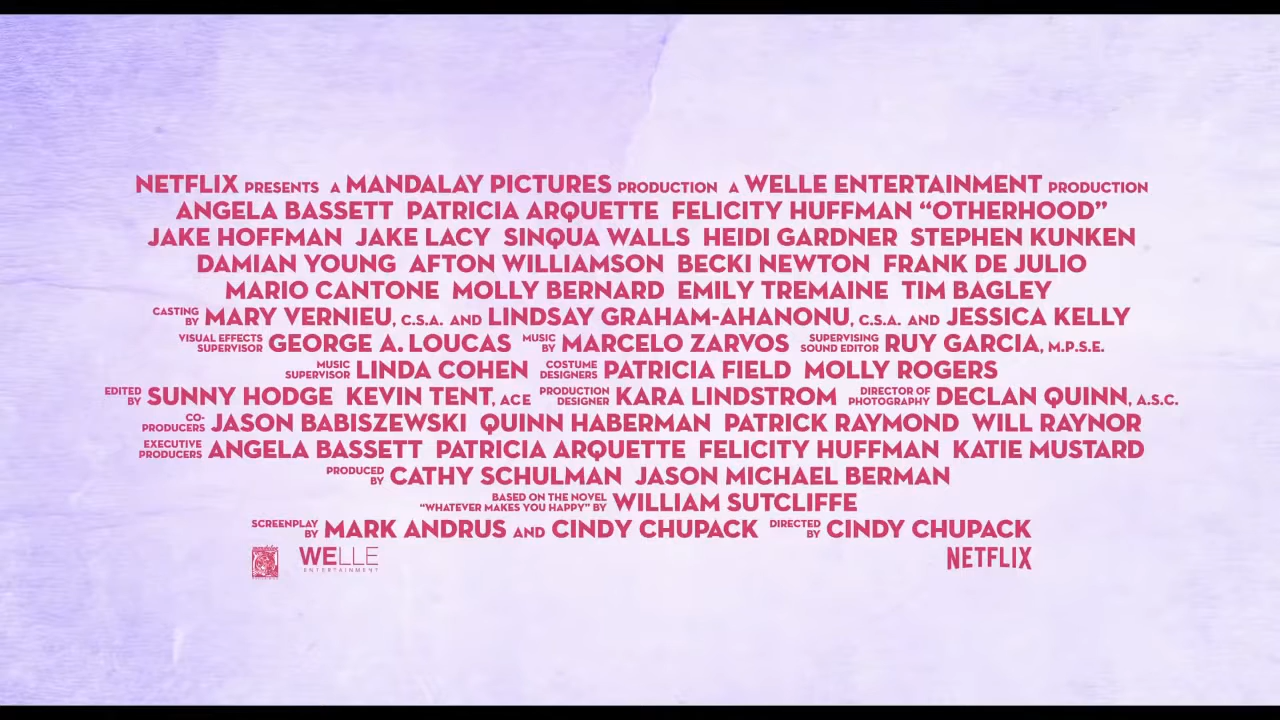 NETFLIX PRESENTS A MANDALAY PICTURES PRODUCTION A WELLE ENTERTAINMENT PRODUCTION
ANGELA BASSETT PATRICIA ARQUETTE FELICITY HUFFMAN “OTHERHOOD”
JAKE HOFFMAN JAKE LACY SINQUA WALLS HEIDI GARDNER STEPHEN KUNKEN
DAMIAN YOUNG AFTON WILLIAMSON BECKI NEWTON FRANK DE JULIO
MARIO CANTONE MOLLY BERNARD EMILY TREMAINE TIM BAGLEY
CASTING BY MARY VERNIEU, C.S.A. AND LINDSAY GRAHAM-AHANONU, C.S.A. AND JESSICA KELLY
VISUAL EFFECTS SUPERVISOR GEORGE A. LOUCAS MUSIC BY MARCELO ZARVOS SUPERVISING SOUND EDITOR RUY GARCIA, M.P.S.E.
MUSIC SUPERVISOR LINDA COHEN COSTUME DESIGNERS PATRICIA FIELD MOLLY ROGERS
EDITED BY SUNNY HODGE KEVIN TENT, ACE PRODUCTION DESIGNER KARA LINDSTROM DIRECTOR OF PHOTOGRAPHY DECLAN QUINN, A.S.C.
CO-PRODUCERS JASON BABISZEWSKI QUINN HABERMAN PATRICK RAYMOND WILL RAYNOR
EXECUTIVE PRODUCERS ANGELA BASSETT PATRICIA ARQUETTE FELICITY HUFFMAN KATIE MUSTARD
PRODUCED BY CATHY SCHULMAN JASON MICHAEL BERMAN
BASED ON THE NOVEL “WHATEVER MAKES YOU HAPPY” BY WILLIAM SUTCLIFFE
SCREENPLAY BY MARK ANDRUS AND CINDY CHUPACK DIRECTED BY CINDY CHUPACK
WELLE ENTERTAINMENT NETFLIX